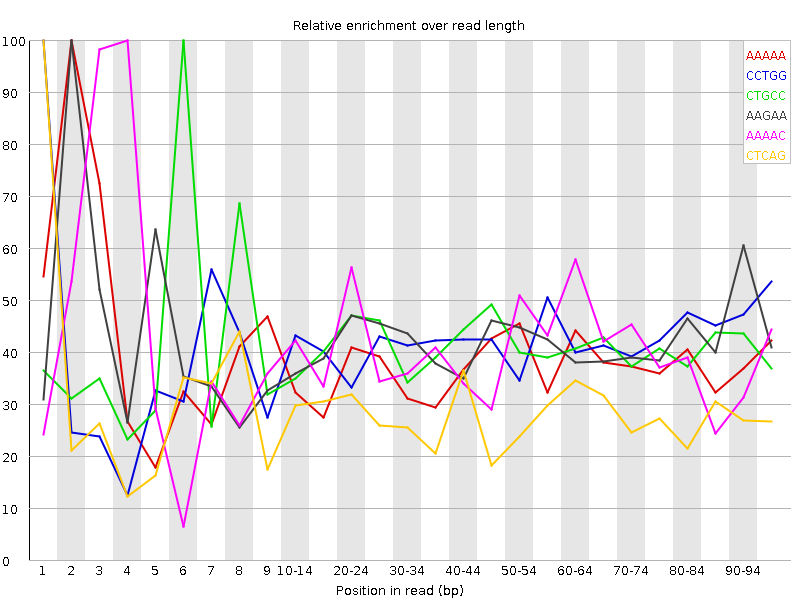 Relative enrichment over read length
100
90
80
70
60
50
40
30
20
10
0
AAAAA
CCTGG
CTGCC
AAGAA
AAAAC
CTCAG
1 2 3 4 5 6 7 8 9 10-14 20-24 30-34 40-44 50-54 60-64 70-74 80-84 90-94
Position in read (bp)